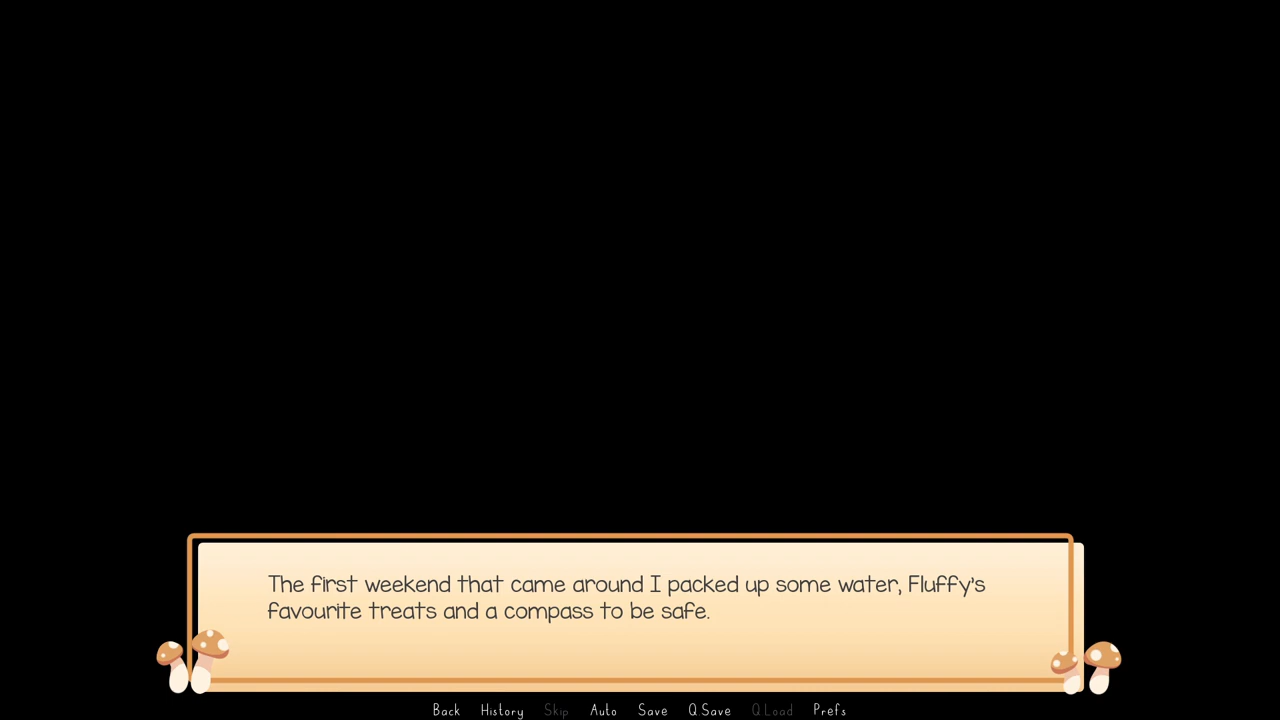 The first weekend that came around I packed up some water, Fluffy's
favourite treats and a compass to be safe.
Back History Skip Auto Save Q.Save Q.Load Prefs